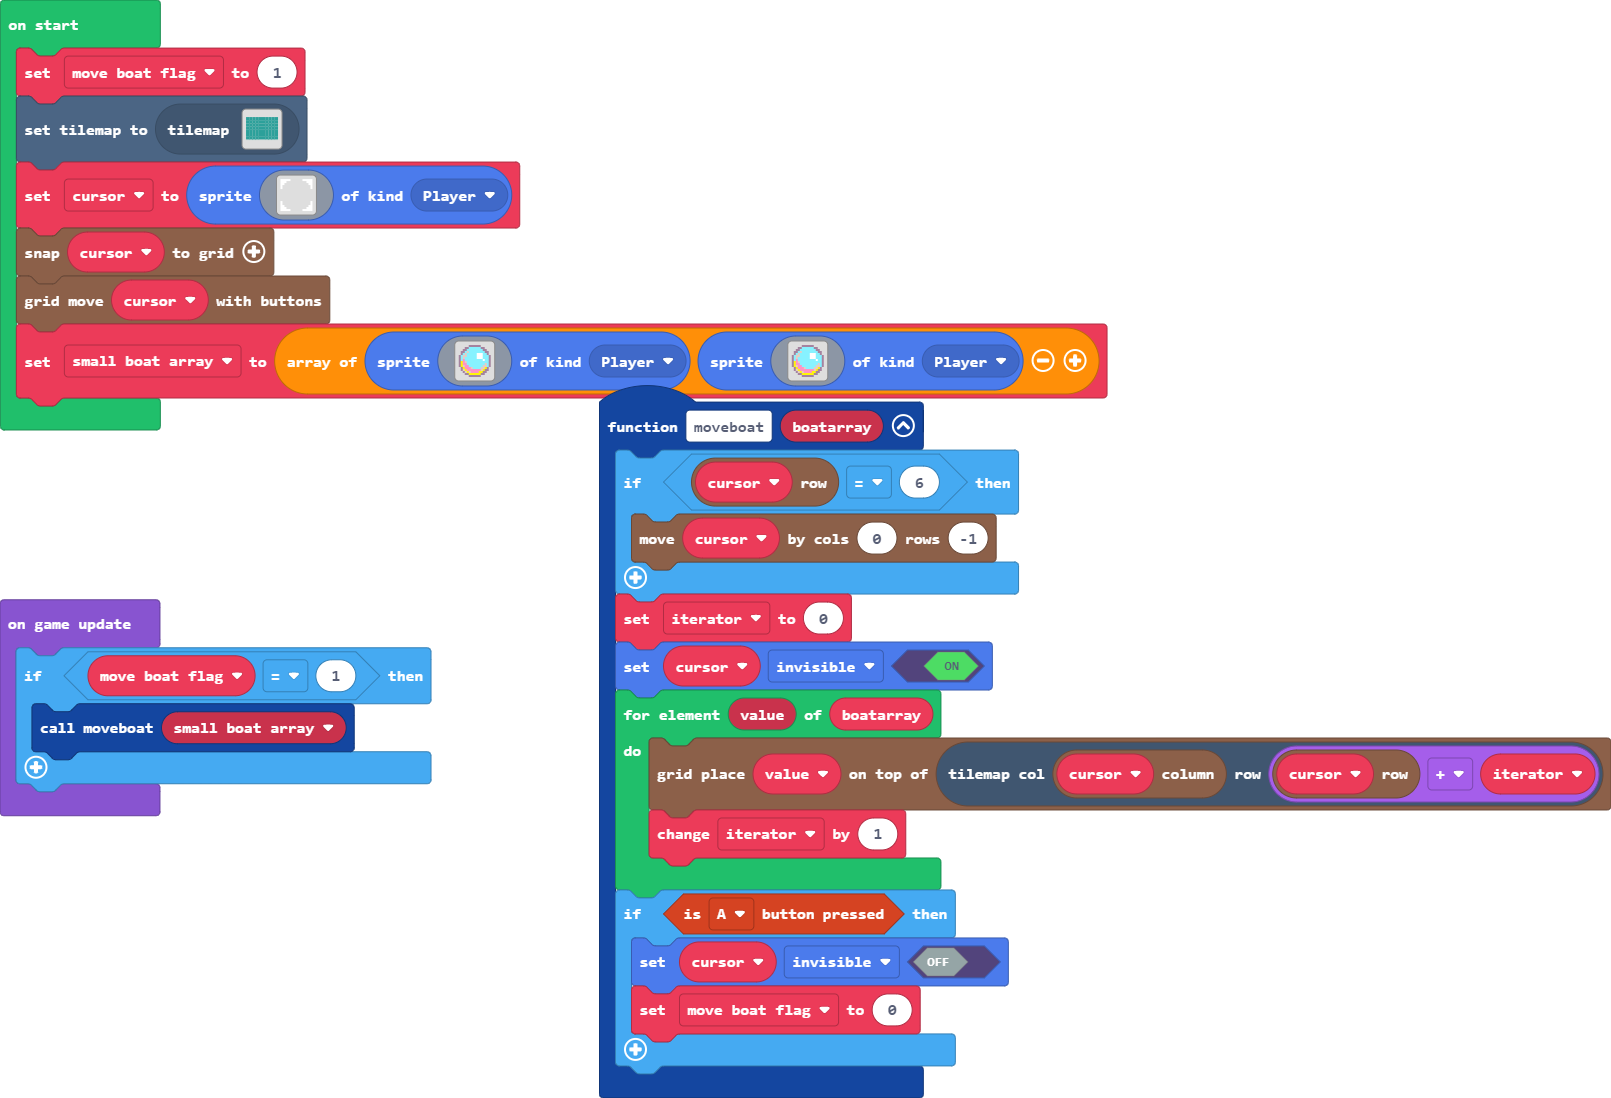 on start
set move boat flag to 1
set tilemap to tilemap
set cursor to sprite of kind Player
snap cursor to grid
grid move cursor with buttons
set small boat array to array of sprite of kind Player sprite of kind Player
function moveboat boatarray
if cursor row = 6 then
move cursor by cols 0 rows -1
set iterator to 0
set cursor invisible ON
for element value of boatarray
do
grid place value on top of tilemap col cursor column row cursor row + iterator
change iterator by 1
if is A button pressed then
set cursor invisible OFF
set move boat flag to 0
on game update
if move boat flag = 1 then
call moveboat small boat array